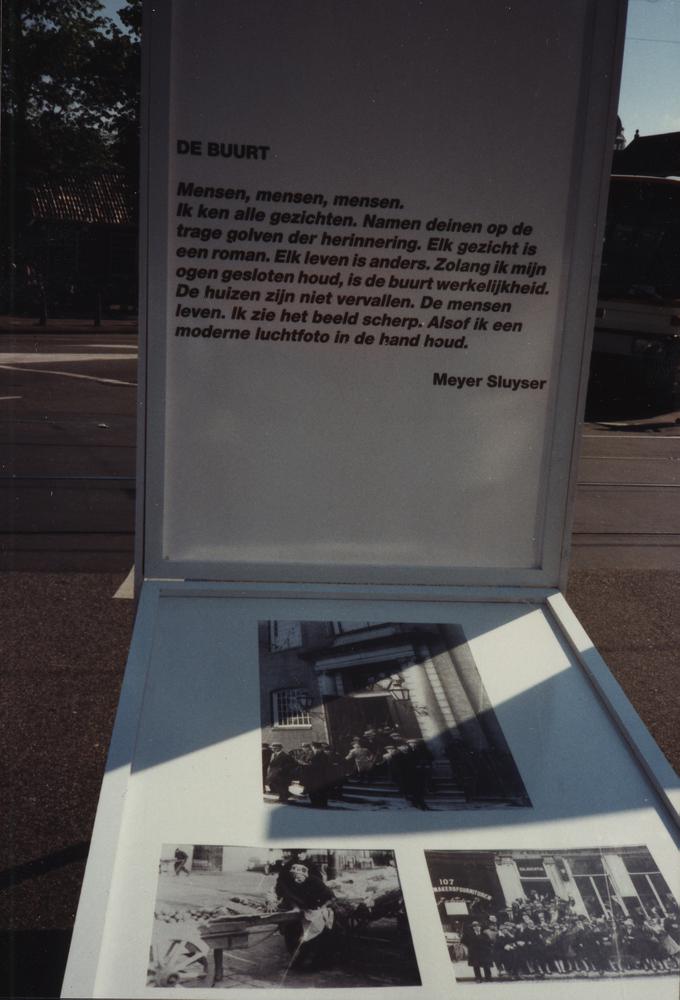 DE BUURT
Mensen, mensen, mensen.
Ik ken alle gezichten. Namen deinen op de
trage golven der herinnering. Elk gezicht is
een roman. Elk leven is anders. Zolang ik mijn
ogen gesloten houd, is de buurt werkelijkheid.
De huizen zijn niet vervallen. De mensen
leven. Ik zie het beeld scherp. Alsof ik een
moderne luchtfoto in de hand houd.
Meyer Sluyser
107
MAKERSFOURNITUREN